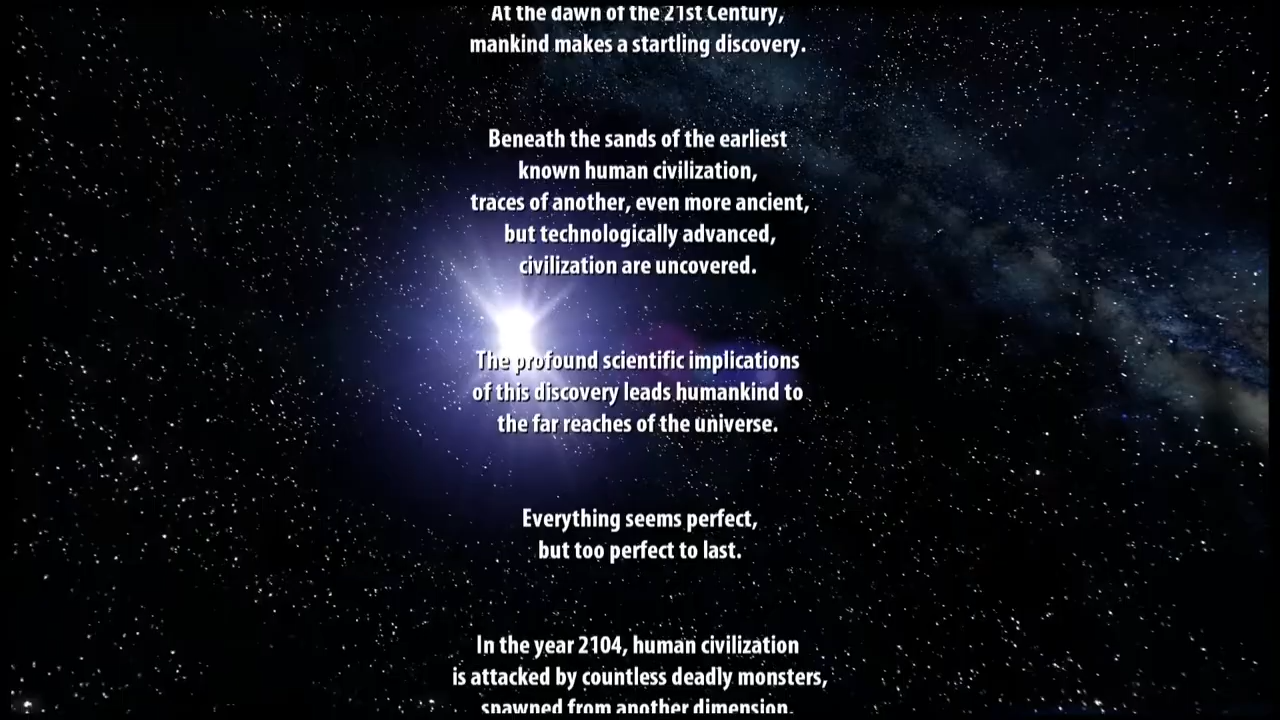 At the dawn of the 21st Century,
mankind makes a startling discovery.
Beneath the sands of the earliest
known human civilization,
traces of another, even more ancient,
but technologically advanced,
civilization are uncovered.
The profound scientific implications
of this discovery leads humankind to
the far reaches of the universe.
Everything seems perfect,
but too perfect to last.
In the year 2104, human civilization
is attacked by countless deadly monsters,
spawned from another dimension.